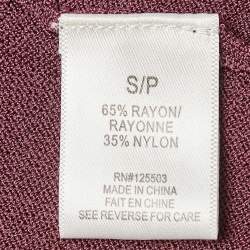 S/P
65% RAYON/
RAYONNE
35% NYLON
RN#125503
MADE IN CHINA
FAIT EN CHINE
SEE REVERSE FOR CARE